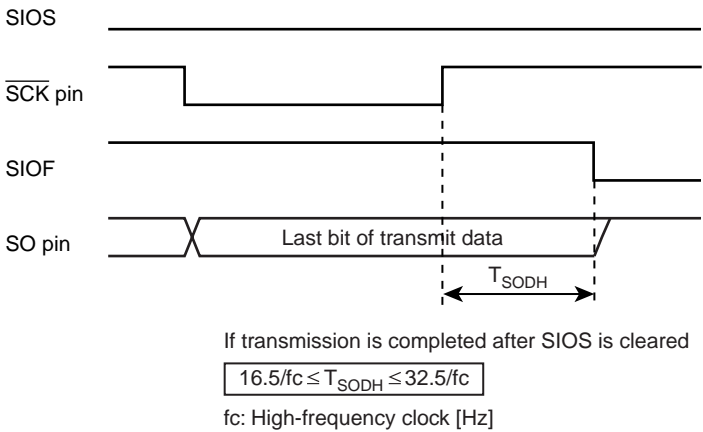 SIOS
SCK pin
SIOF
SO pin
Last bit of transmit data
TSODH
If transmission is completed after SIOS is cleared
16.5/fc ≤ TSODH ≤ 32.5/fc
fc: High-frequency clock [Hz]